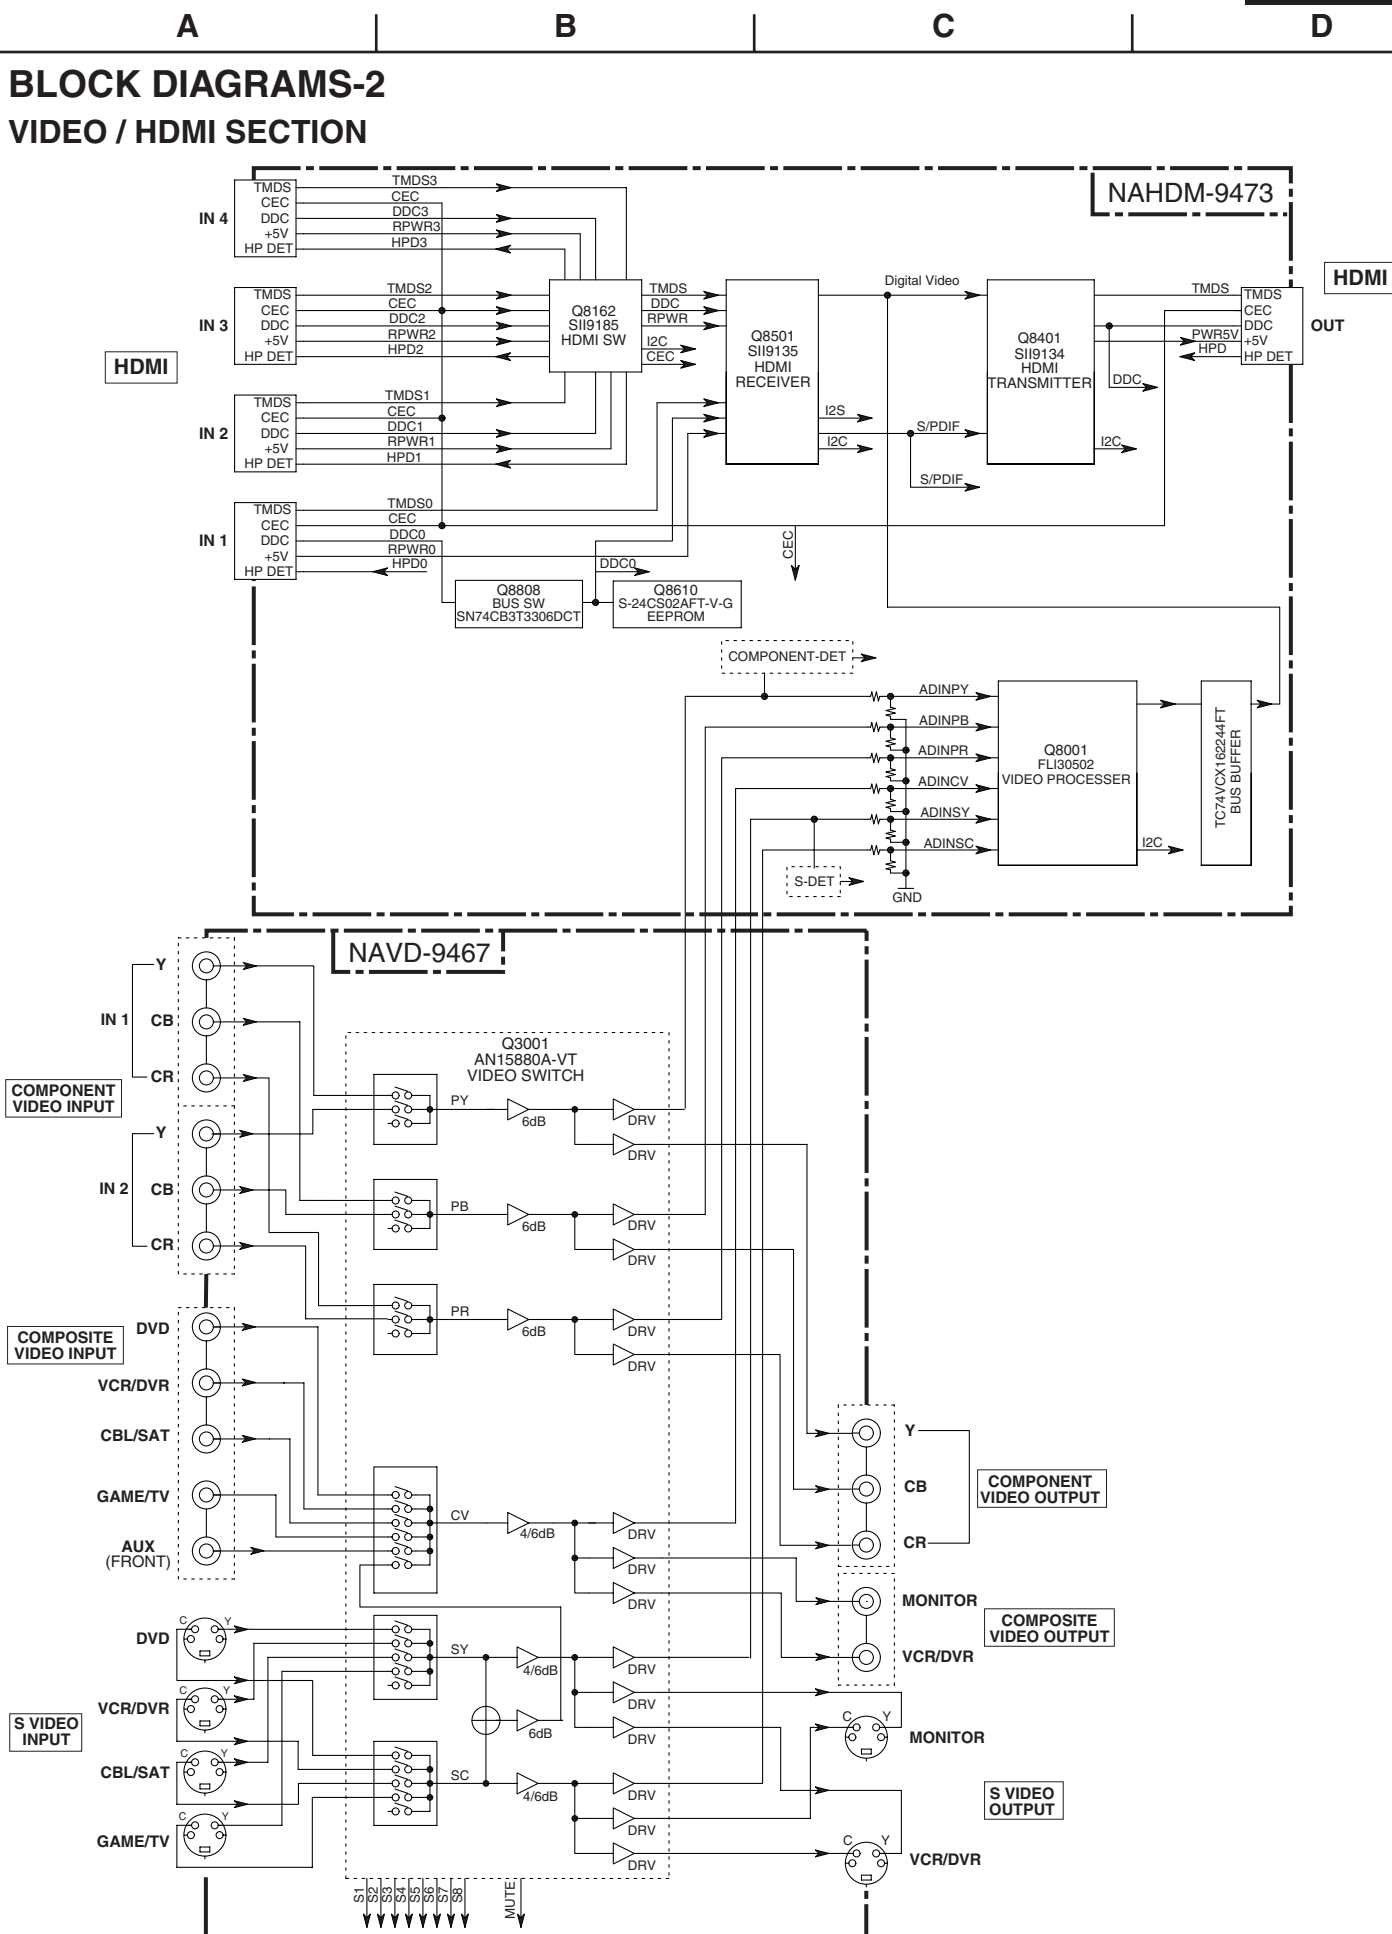 A B C D
BLOCK DIAGRAMS-2
VIDEO / HDMI SECTION
NAHDM-9473
HDMI
IN 4
TMDS
CEC
DDC
+5V
HP DET
TMDS3
CEC
DDC3
RPWR3
HPD3
IN 3
TMDS
CEC
DDC
+5V
HP DET
TMDS2
CEC
DDC2
RPWR2
HPD2
HDMI
IN 2
TMDS
CEC
DDC
+5V
HP DET
TMDS1
CEC
DDC1
RPWR1
HPD1
IN 1
TMDS
CEC
DDC
+5V
HP DET
TMDS0
CEC
DDC0
RPWR0
HPD0
Q8162
SII9185
HDMI SW
TMDS
DDC
RPWR
I2C
CEC
Q8501
SII9135
HDMI
RECEIVER
I2S
I2C
Digital Video
S/PDIF
S/PDIF
Q8401
SII9134
HDMI
TRANSMITTER
DDC
I2C
TMDS
PWR5V
HPD
TMDS
CEC
DDC
+5V
HP DET
OUT
CEC
DDC0
Q8808
BUS SW
SN74CB3T3306DCT
Q8610
S-24CS02AFT-V-G
EEPROM
COMPONENT-DET
ADINPY
ADINPB
ADINPR
ADINCV
ADINSY
ADINSC
S-DET
GND
Q8001
FLI30502
VIDEO PROCESSER
I2C
TC74VCX162244FT
BUS BUFFER
NAVD-9467
COMPONENT
VIDEO INPUT
IN 1
Y
CB
CR
IN 2
Y
CB
CR
Q3001
AN15880A-VT
VIDEO SWITCH
PY
6dB
DRV
DRV
PB
6dB
DRV
DRV
PR
6dB
DRV
DRV
COMPOSITE
VIDEO INPUT
DVD
VCR/DVR
CBL/SAT
GAME/TV
AUX
(FRONT)
CV
4/6dB
DRV
DRV
DRV
S VIDEO
INPUT
DVD
C Y
VCR/DVR
C Y
CBL/SAT
C Y
GAME/TV
C Y
SY
4/6dB
DRV
DRV
DRV
6dB
SC
4/6dB
DRV
DRV
DRV
S1
S2
S3
S4
S5
S6
S7
S8
MUTE
Y
CB
CR
COMPONENT
VIDEO OUTPUT
MONITOR
VCR/DVR
COMPOSITE
VIDEO OUTPUT
C Y
MONITOR
S VIDEO
OUTPUT
C Y
VCR/DVR